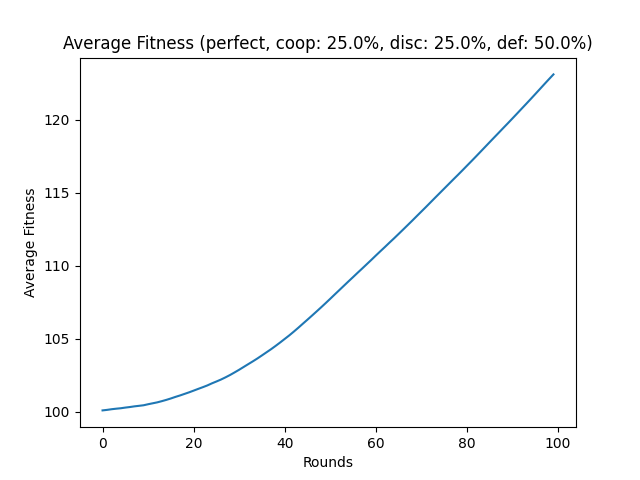 Average Fitness (perfect, coop: 25.0%, disc: 25.0%, def: 50.0%)
120
115
110
105
100
Average Fitness
0 20 40 60 80 100
Rounds